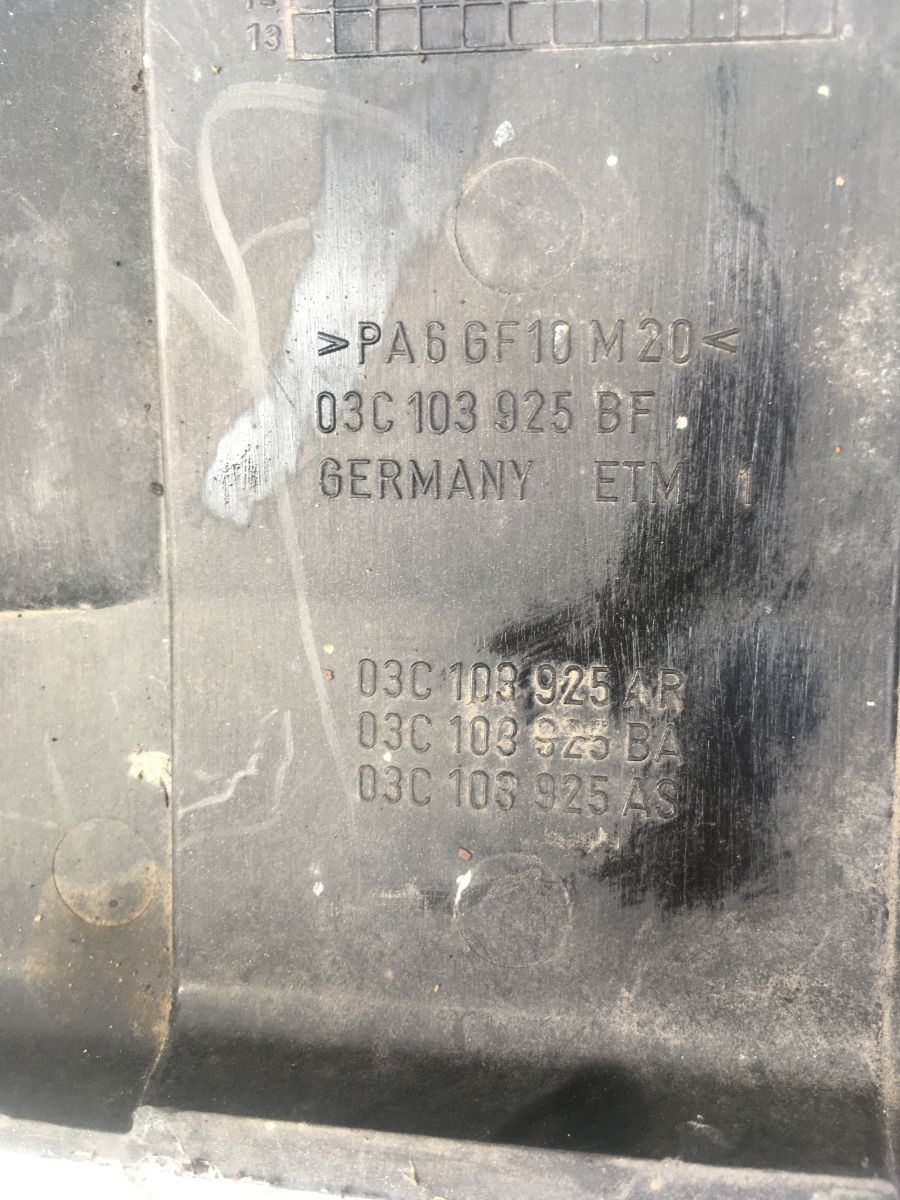 13
>PA6 GF10 M20<
03C 103 925 BF
GERMANY ETM 1
03C 103 925 AR
03C 103 925 BA
03C 103 925 AS